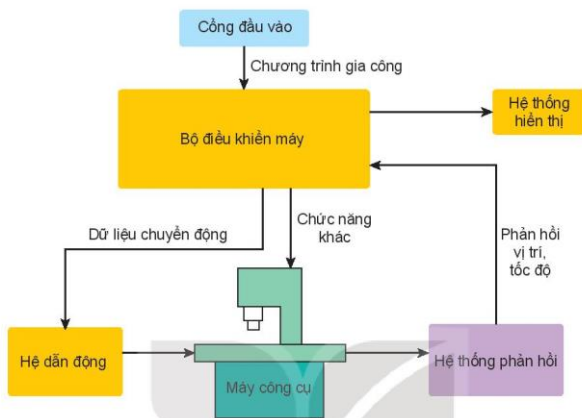 Cổng đầu vào
Chương trình gia công
Bộ điều khiển máy
Hệ thống
hiển thị
Dữ liệu chuyển động
Chức năng
khác
Phản hồi
vị trí,
tốc độ
Hệ dẫn động
Máy công cụ
Hệ thống phản hồi